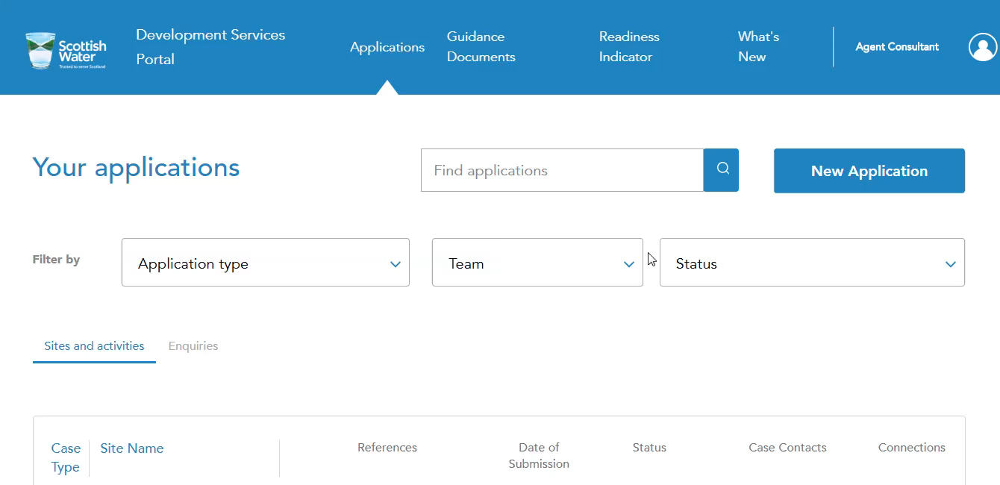 Scottish
Water
Trusted to serve Scotland
Development Services
Portal
Applications
Guidance
Documents
Readiness
Indicator
What's
New
Agent Consultant
Your applications
Find applications
New Application
Filter by
Application type
Team
Status
Sites and activities
Enquiries
Case
Type
Site Name
References
Date of
Submission
Status
Case Contacts
Connections